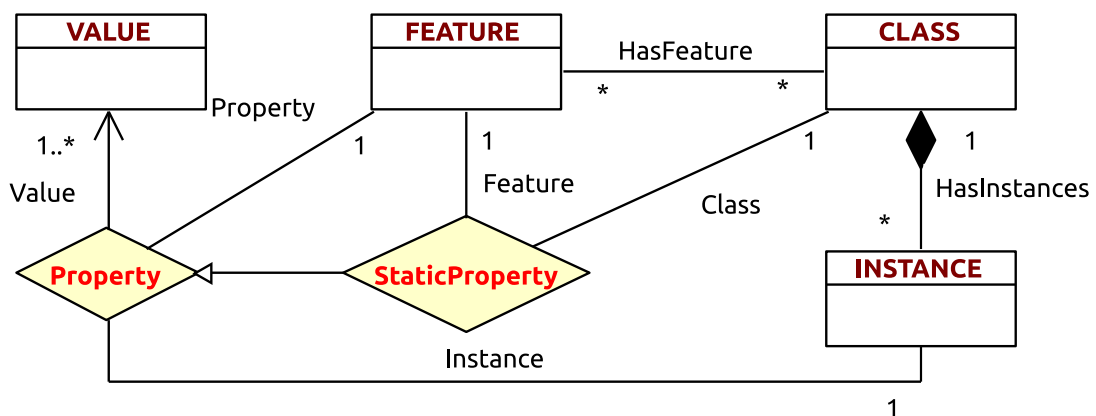 VALUE
FEATURE
CLASS
HasFeature
*
*
Property
1..*
1
1
1
1
Value
Feature
Class
HasInstances
*
Property
StaticProperty
INSTANCE
Instance
1